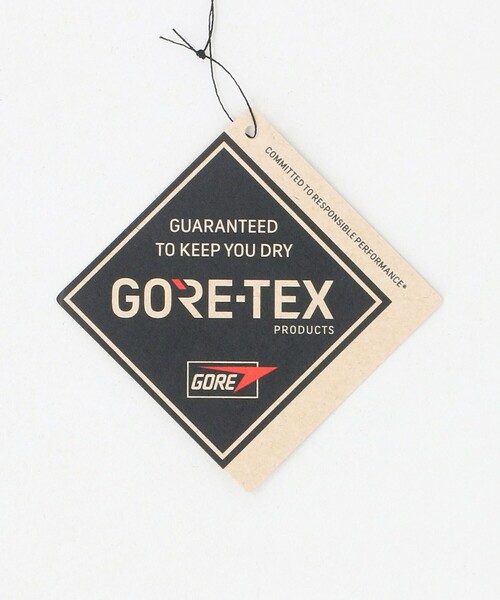 COMMITTED TO RESPONSIBLE PERFORMANCE®
GUARANTEED
TO KEEP YOU DRY
GORE-TEX
PRODUCTS
GORE